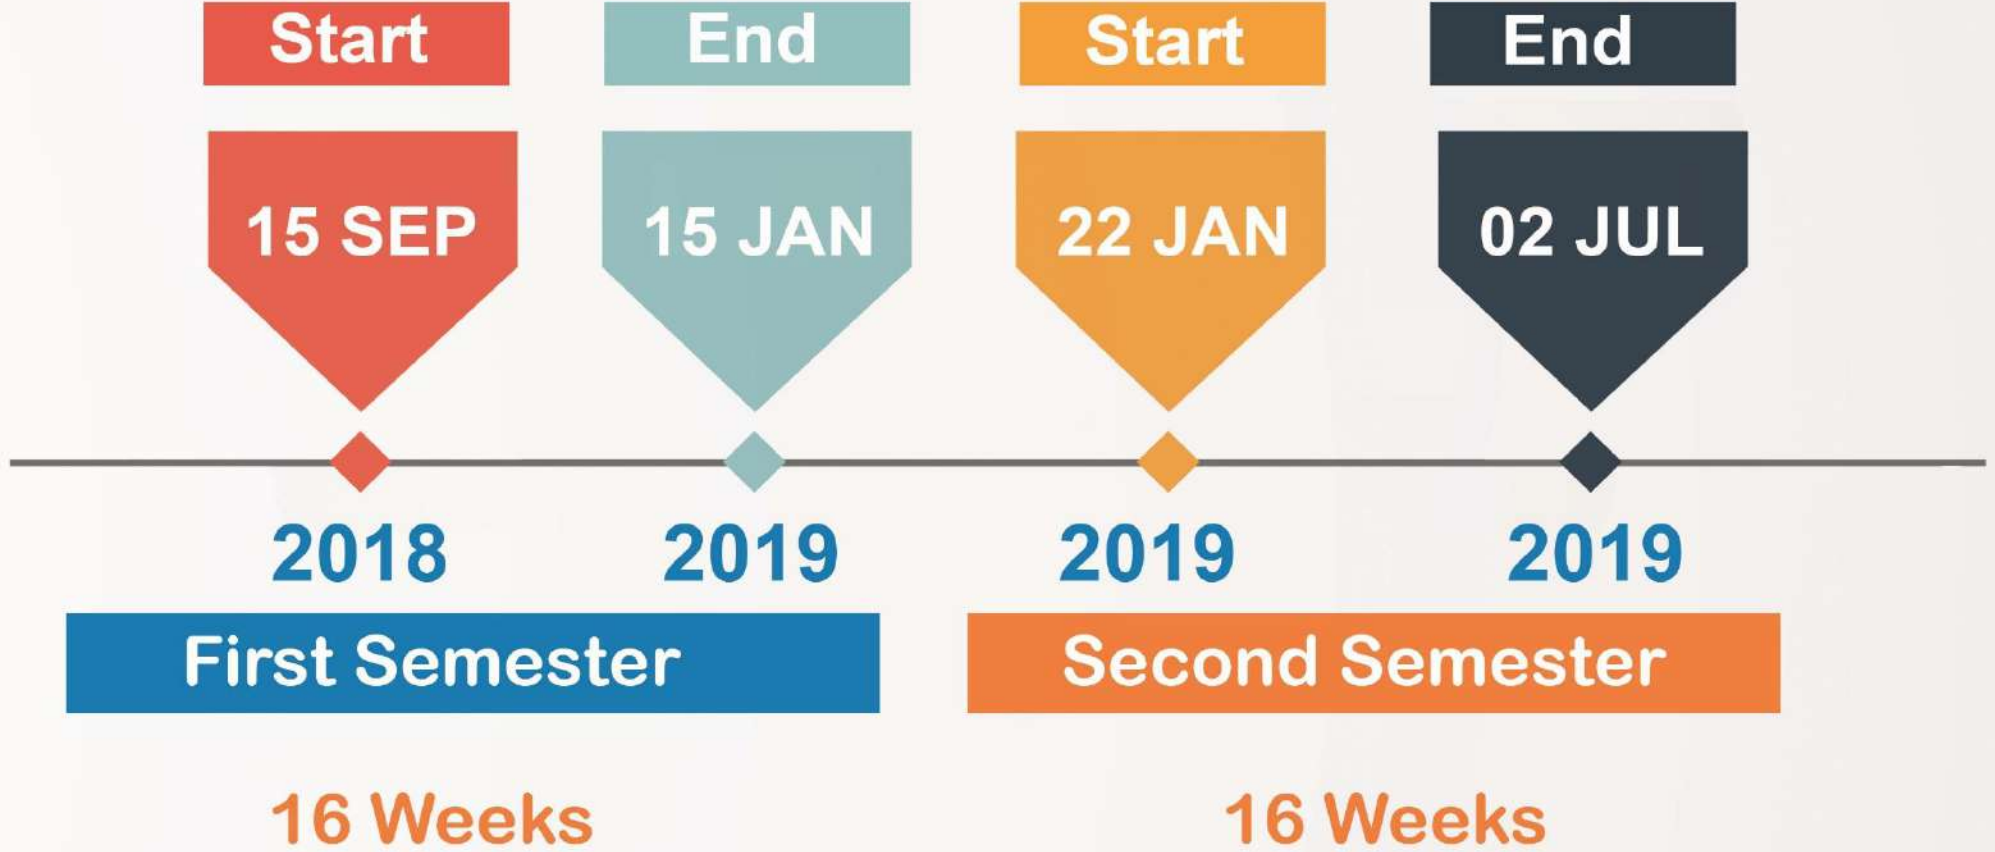 Start
End
Start
End
15 SEP
15 JAN
22 JAN
02 JUL
2018
2019
2019
2019
First Semester
Second Semester
16 Weeks
16 Weeks